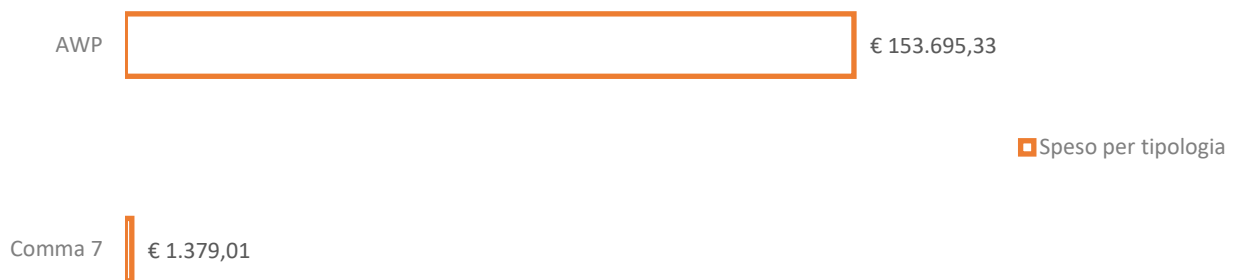 AWP
€ 153.695,33
Speso per tipologia
Comma 7
€ 1.379,01